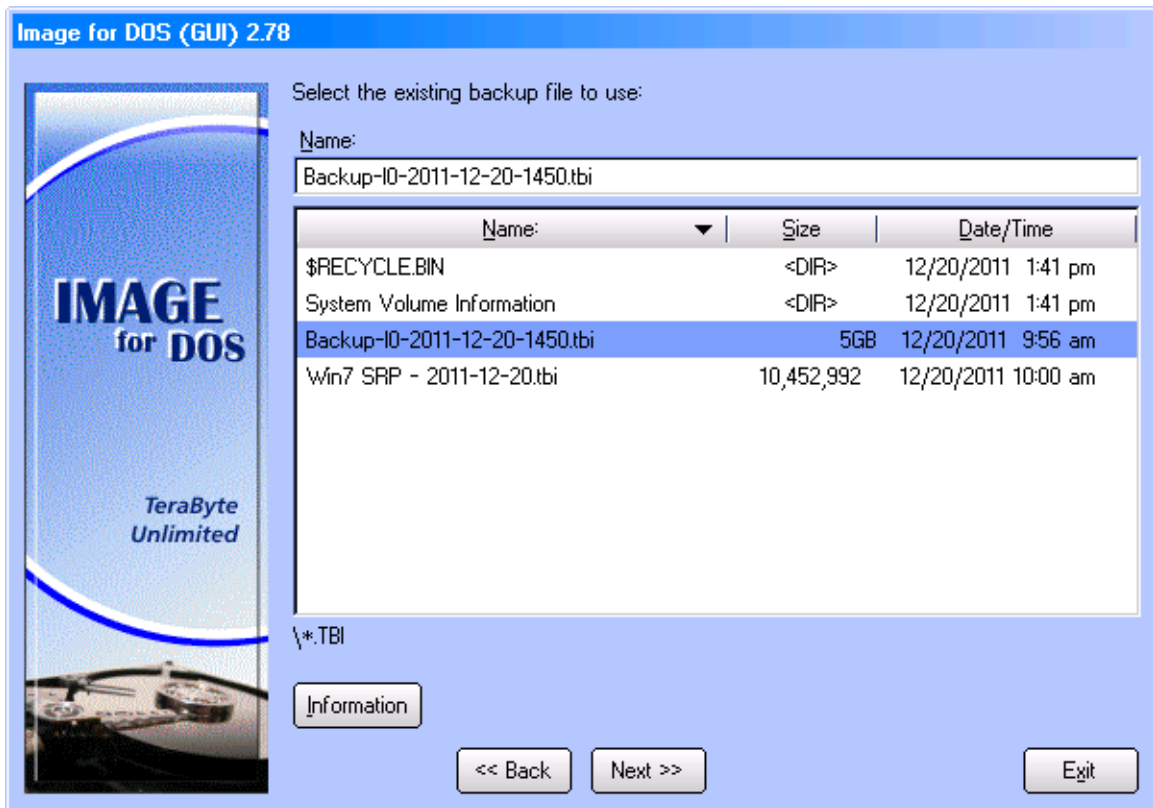 Image for DOS (GUI) 2.78
Select the existing backup file to use:
Name:
Backup-I0-2011-12-20-1450.tbi
Name: Size Date/Time
$RECYCLE.BIN <DIR> 12/20/2011 1:41 pm
System Volume Information <DIR> 12/20/2011 1:41 pm
Backup-I0-2011-12-20-1450.tbi 5GB 12/20/2011 9:56 am
Win7 SRP - 2011-12-20.tbi 10,452,992 12/20/2011 10:00 am
IMAGE
for DOS
TeraByte
Unlimited
\*.TBI
Information
<< Back Next >> Exit